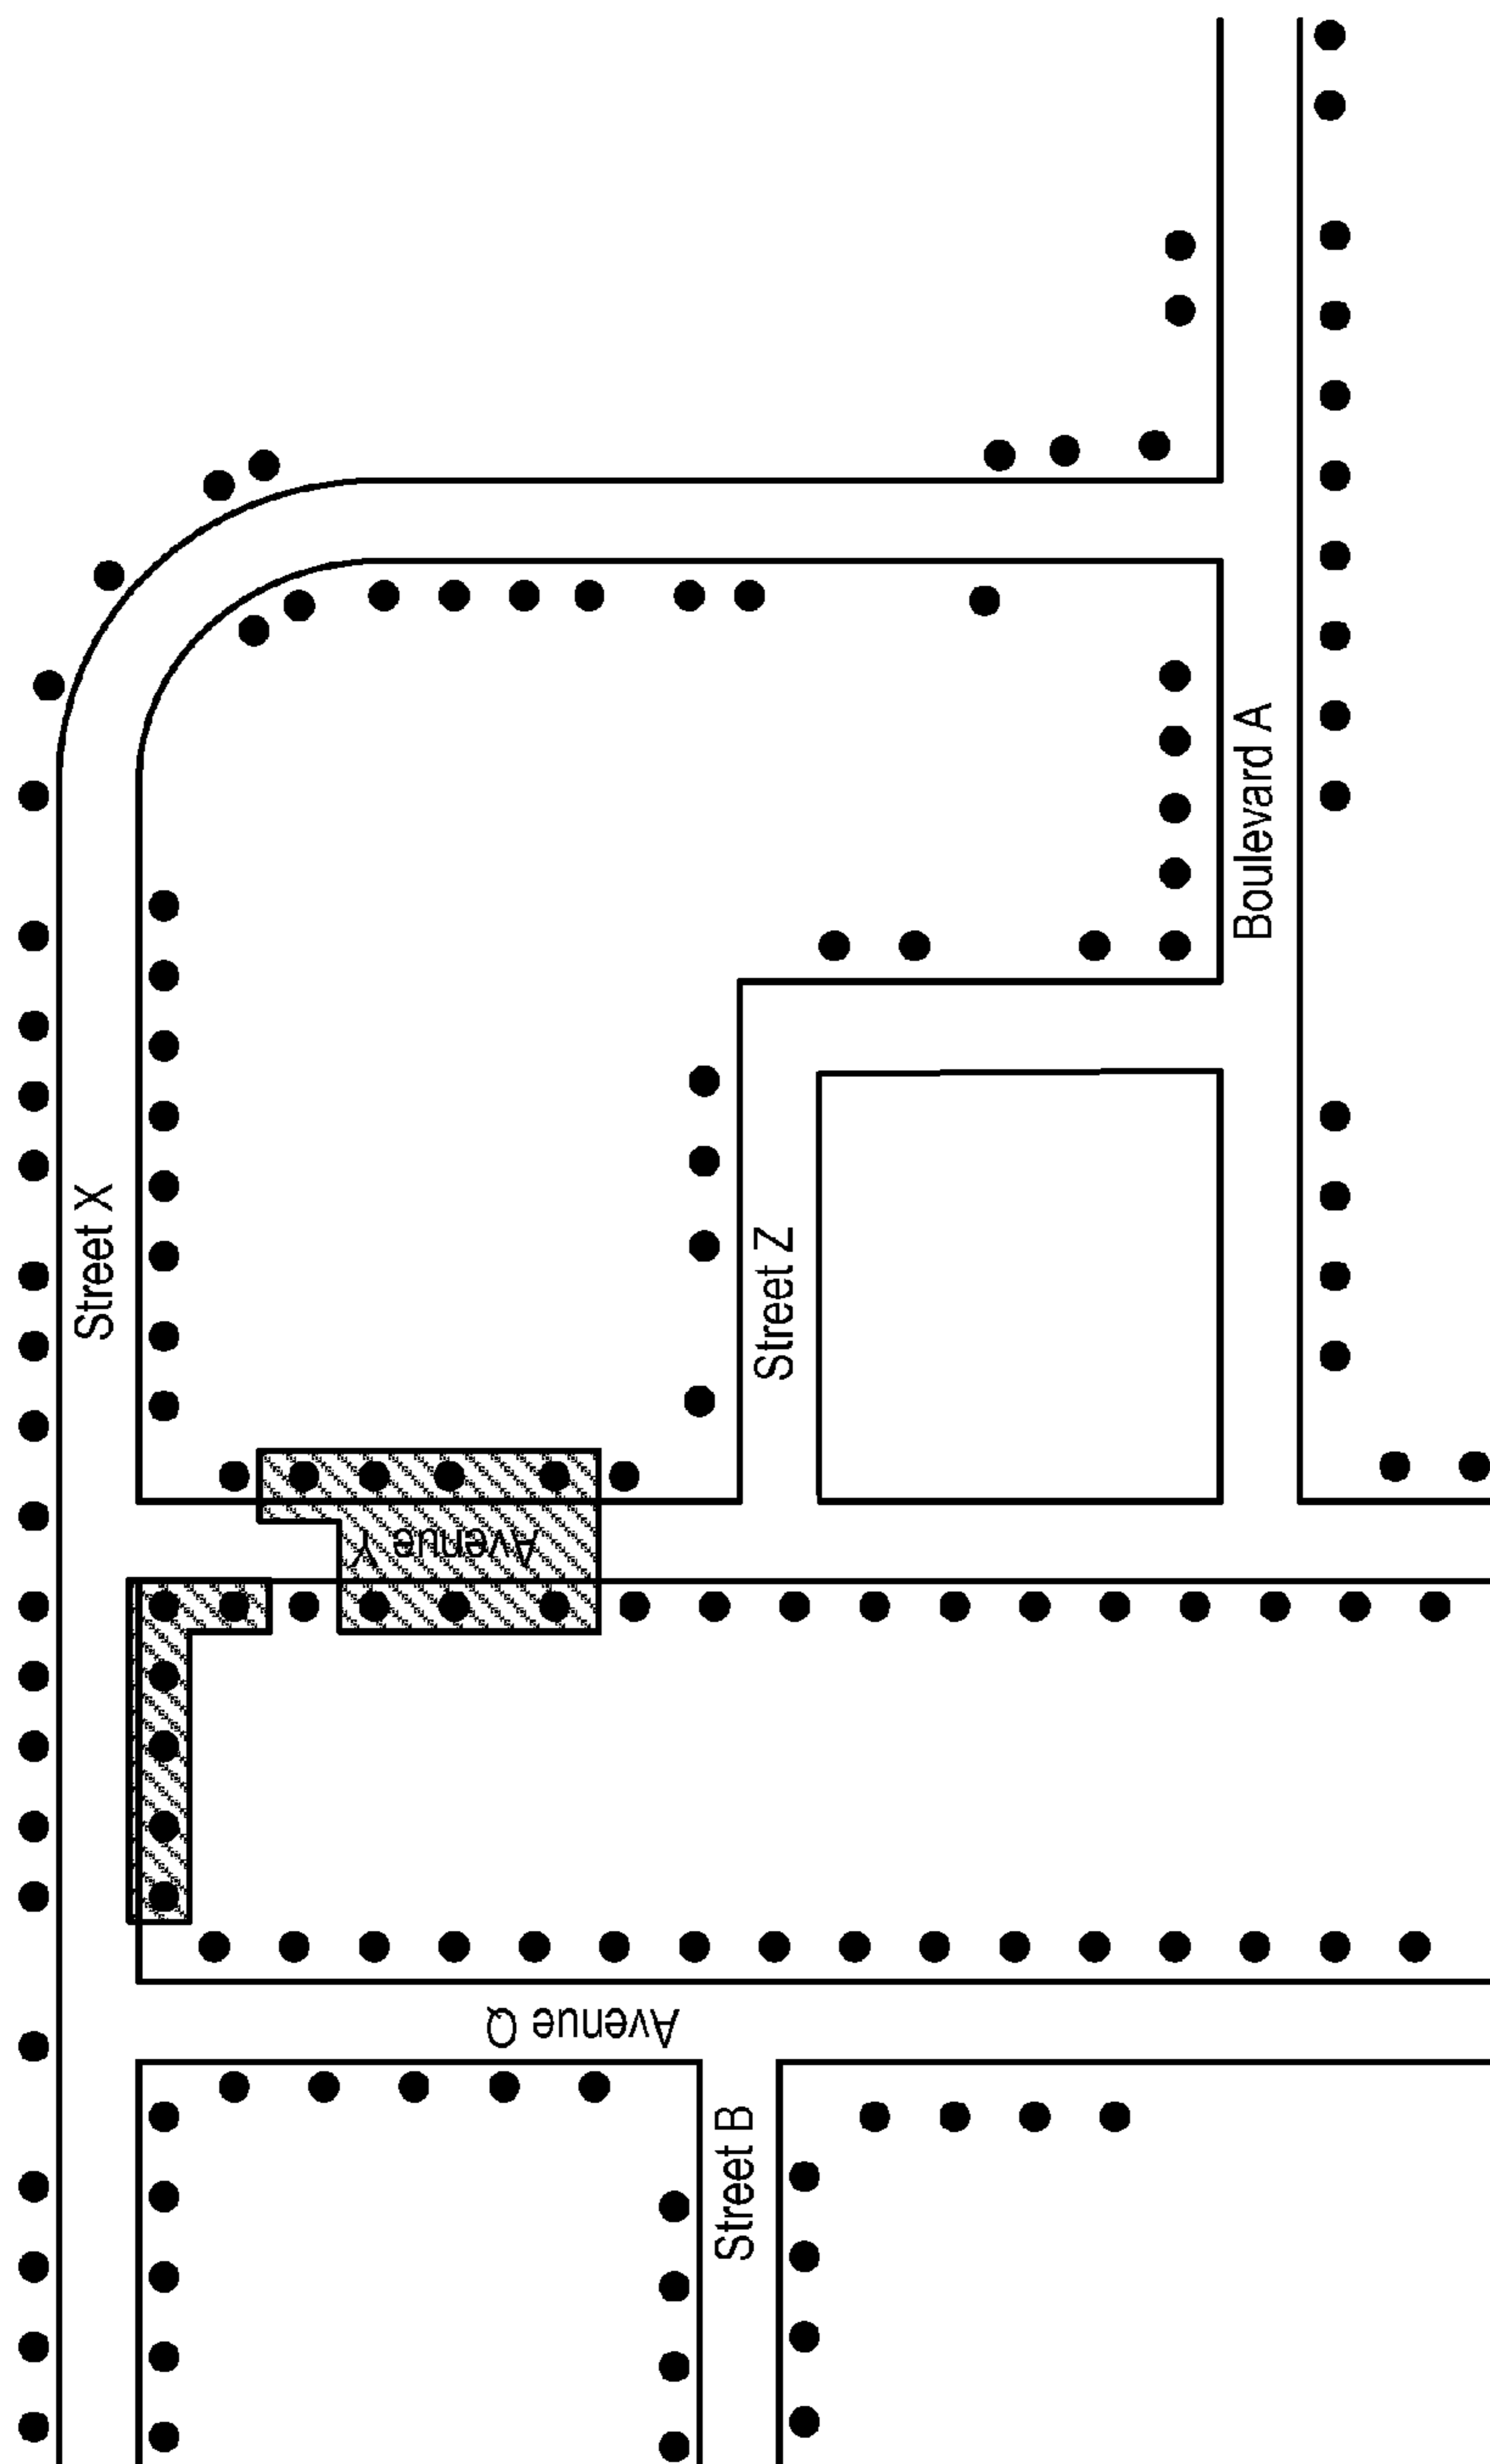 Boulevard A
Street X
Street Z
Avenue Y
Avenue Q
Street B